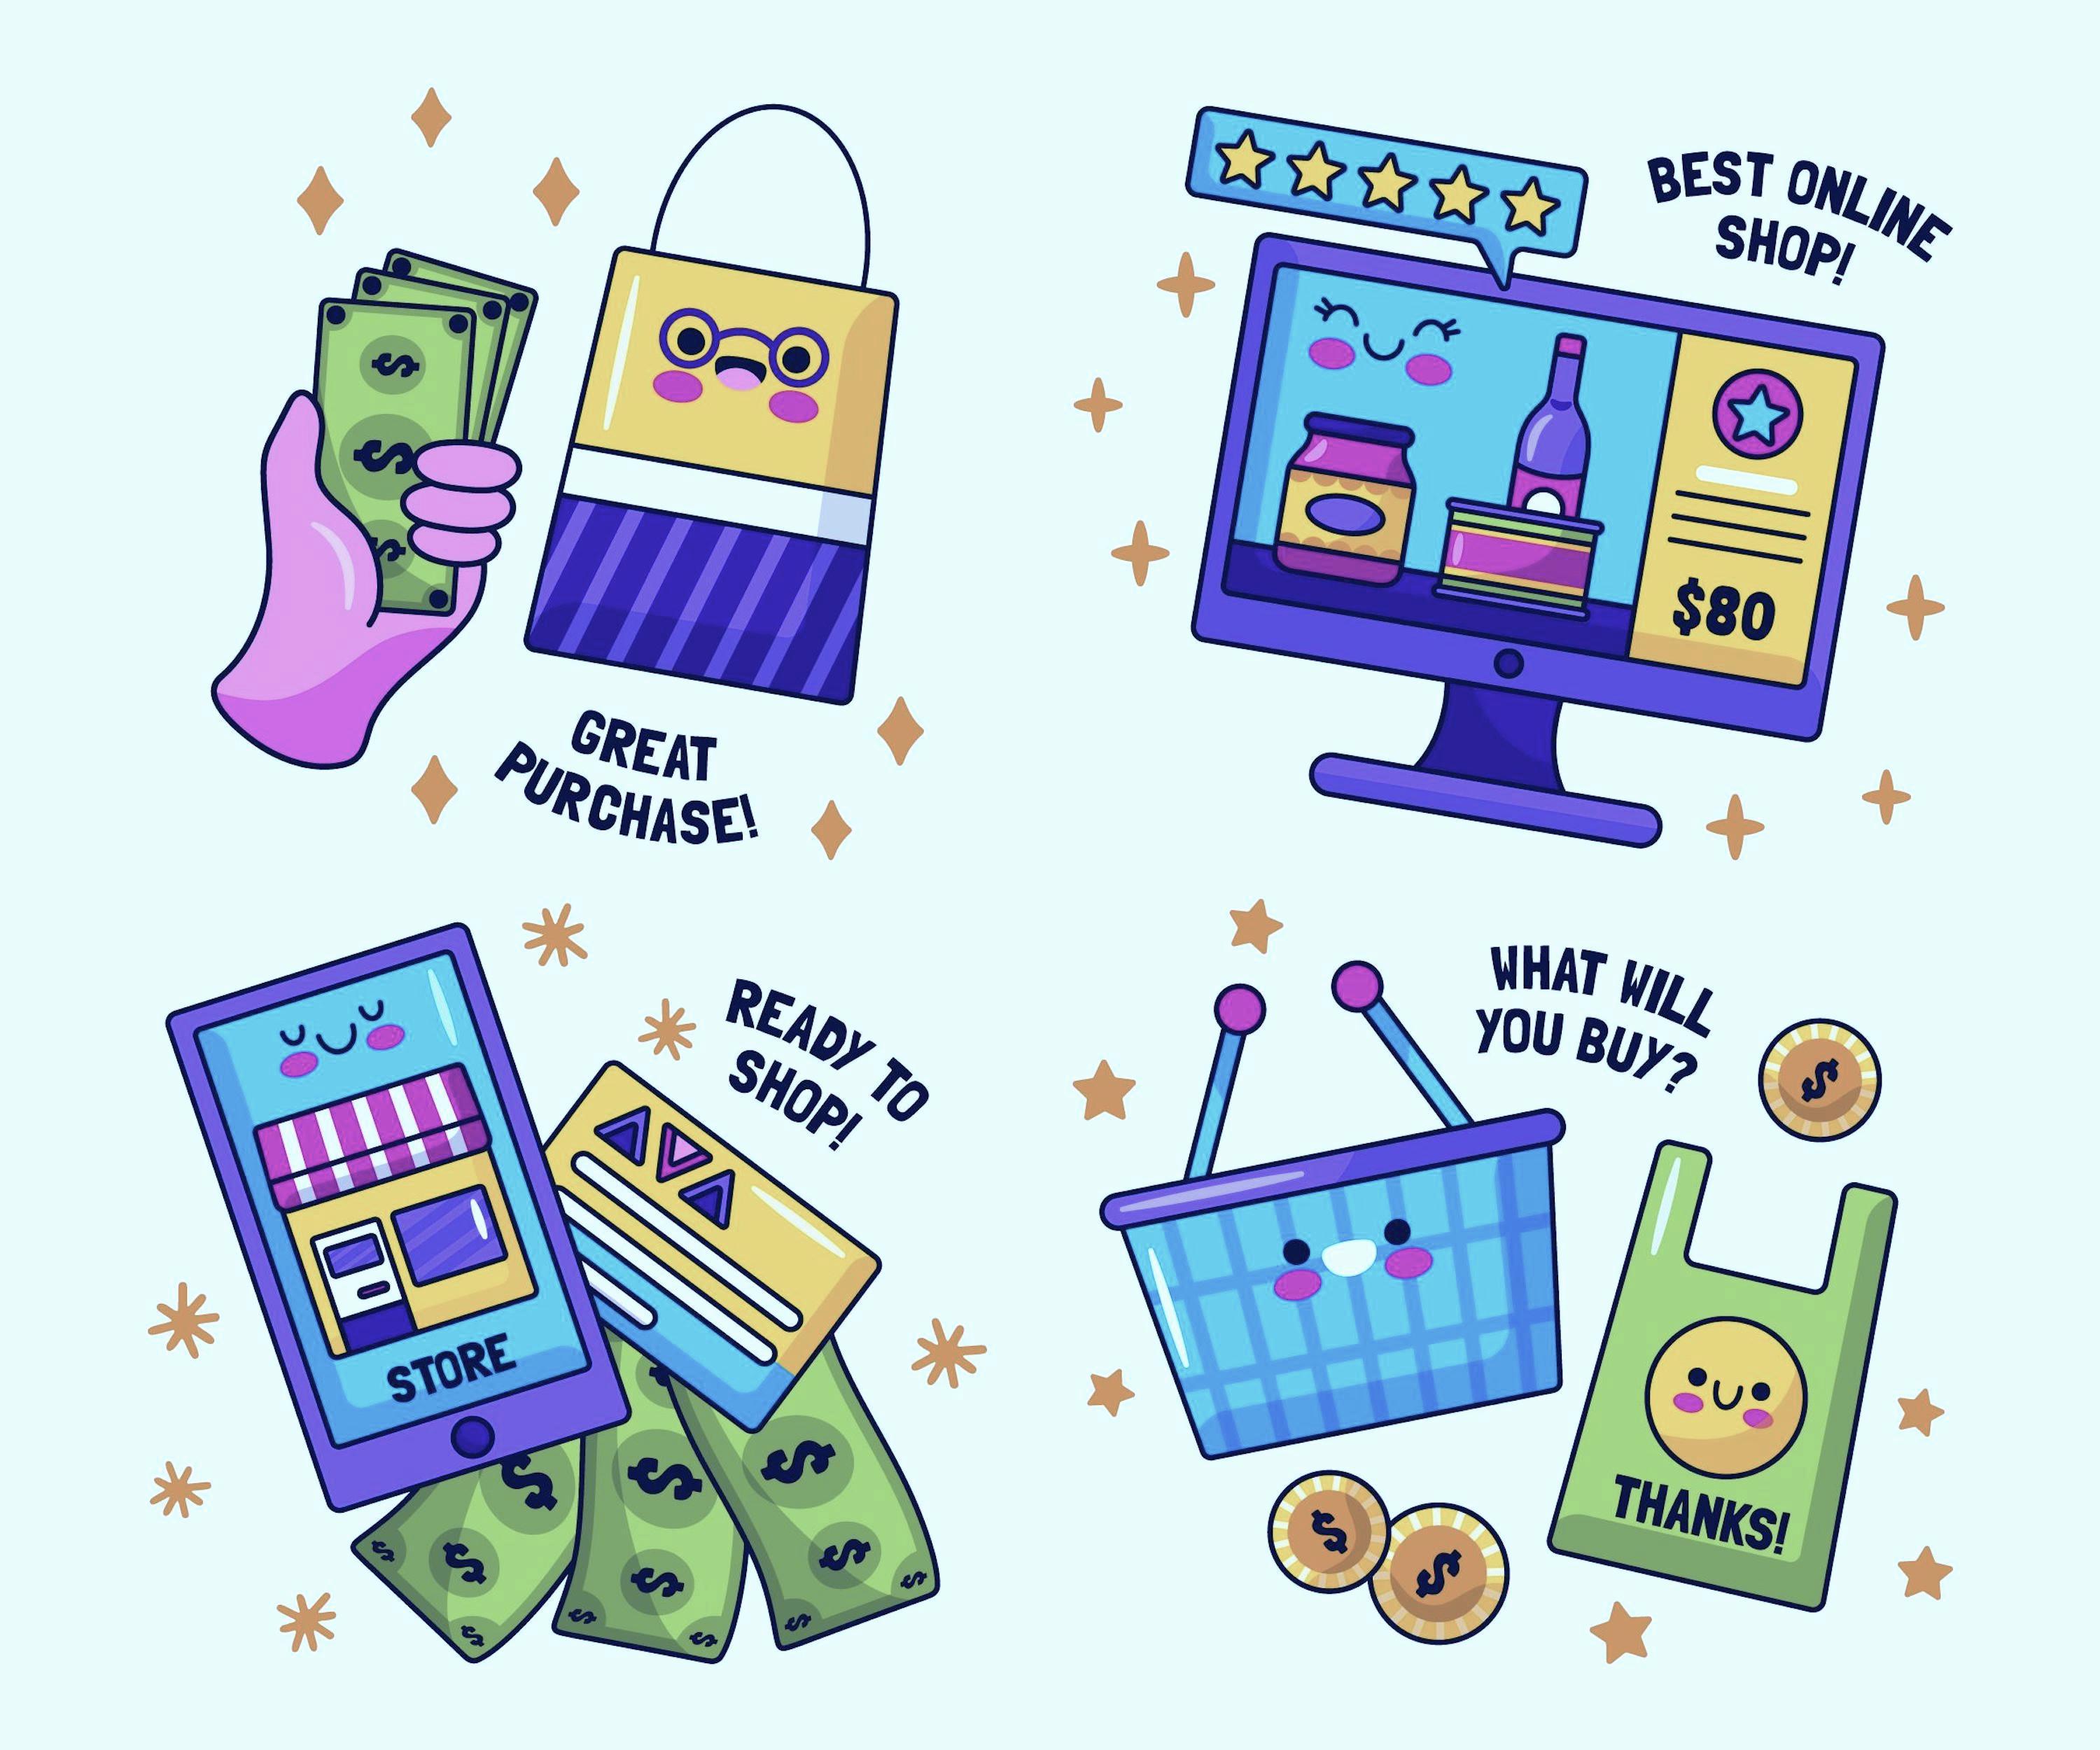 GREAT
PURCHASE!
BEST ONLINE
SHOP!
$80
READY TO
SHOP!
STORE
WHAT WILL
YOU BUY?
THANKS!